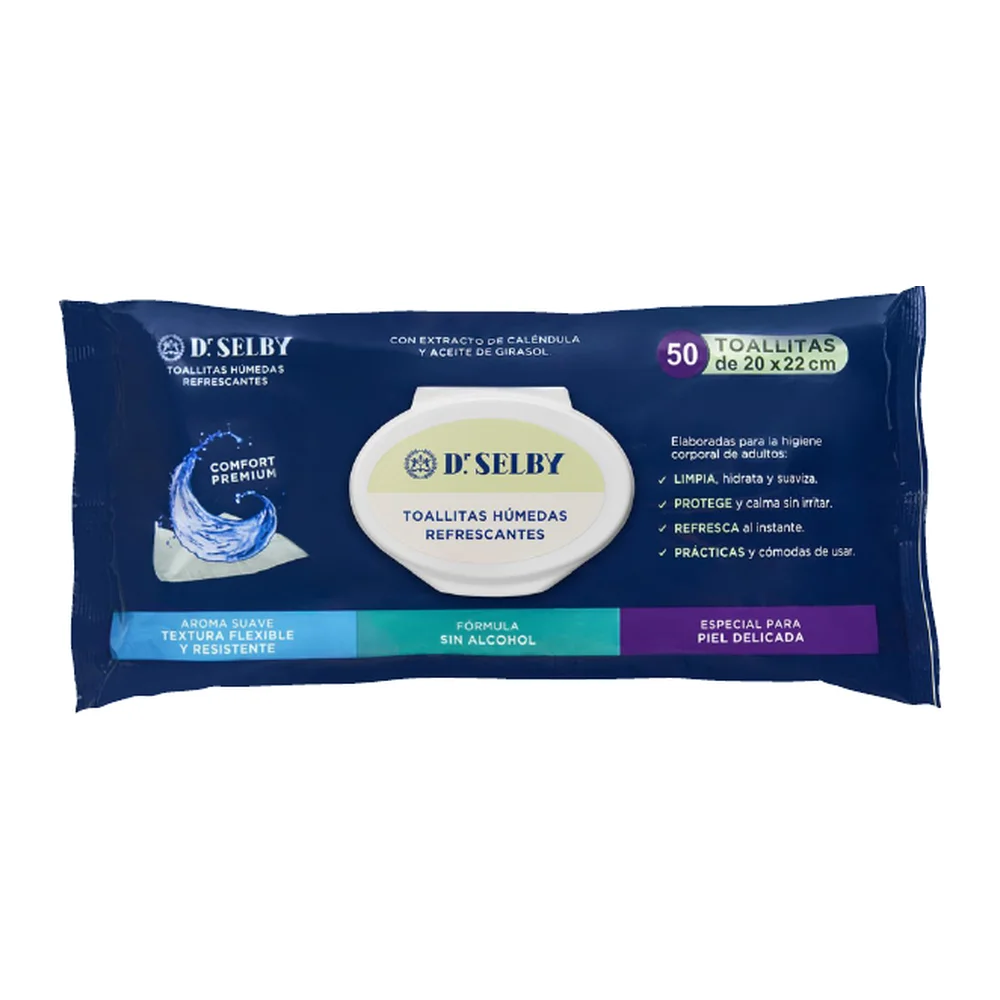 Dr. SELBY
TOALLITAS HÚMEDAS
REFRESCANTES
CON EXTRACTO DE CALÉNDULA
Y ACEITE DE GIRASOL
50
TOALLITAS
de 20 x 22 cm
COMFORT
PREMIUM
Dr. SELBY
TOALLITAS HÚMEDAS
REFRESCANTES
Elaboradas para la higiene
corporal de adultos:
✓ LIMPIA, hidrata y suaviza.
✓ PROTEGE y calma sin irritar.
✓ REFRESCA al instante.
✓ PRÁCTICAS y cómodas de usar.
AROMA SUAVE
TEXTURA FLEXIBLE
Y RESISTENTE
FÓRMULA
SIN ALCOHOL
ESPECIAL PARA
PIEL DELICADA